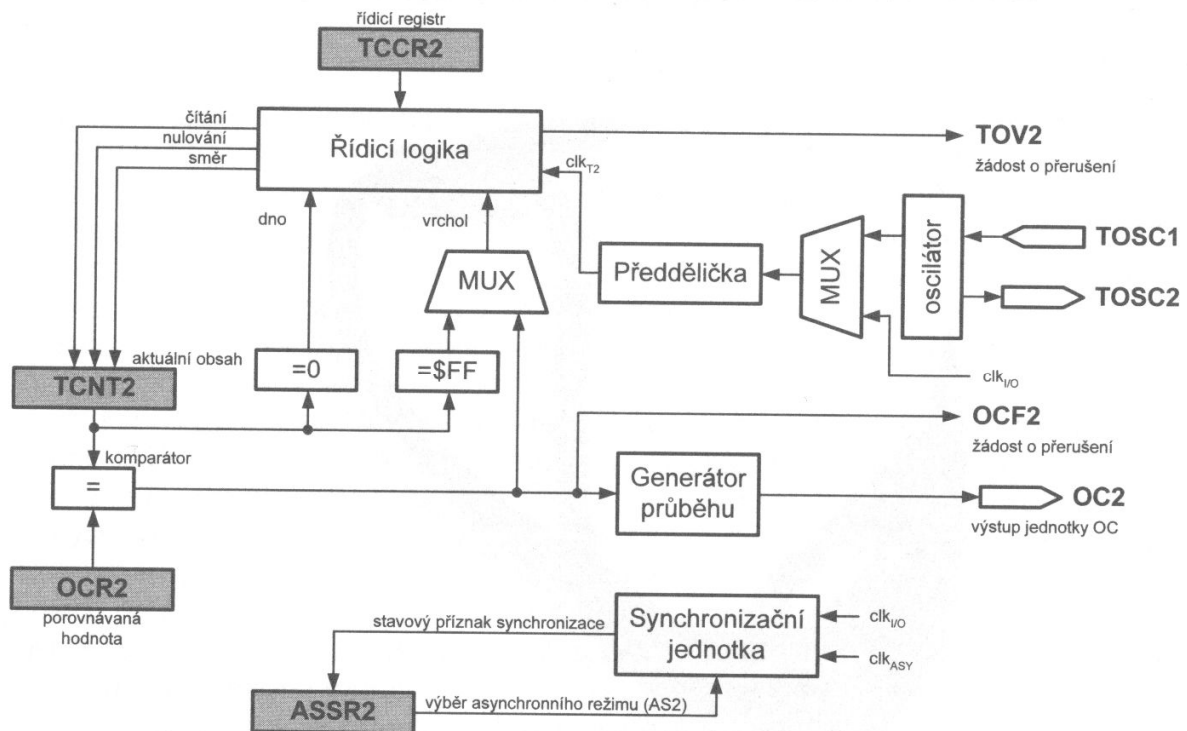 řídicí registr
TCCR2
čítání
nulování
směr
Řídicí logika
TOV2
žádost o přerušení
clkT2
dno
vrchol
MUX
Předdělička
MUX
oscilátor
TOSC1
TOSC2
clkI/O
aktuální obsah
TCNT2
=0
=$FF
OCF2
žádost o přerušení
komparátor
=
Generátor
průběhu
OC2
výstup jednotky OC
OCR2
porovnávaná
hodnota
stavový příznak synchronizace
Synchronizační
jednotka
clkI/O
clkASY
ASSR2
výběr asynchronního režimu (AS2)